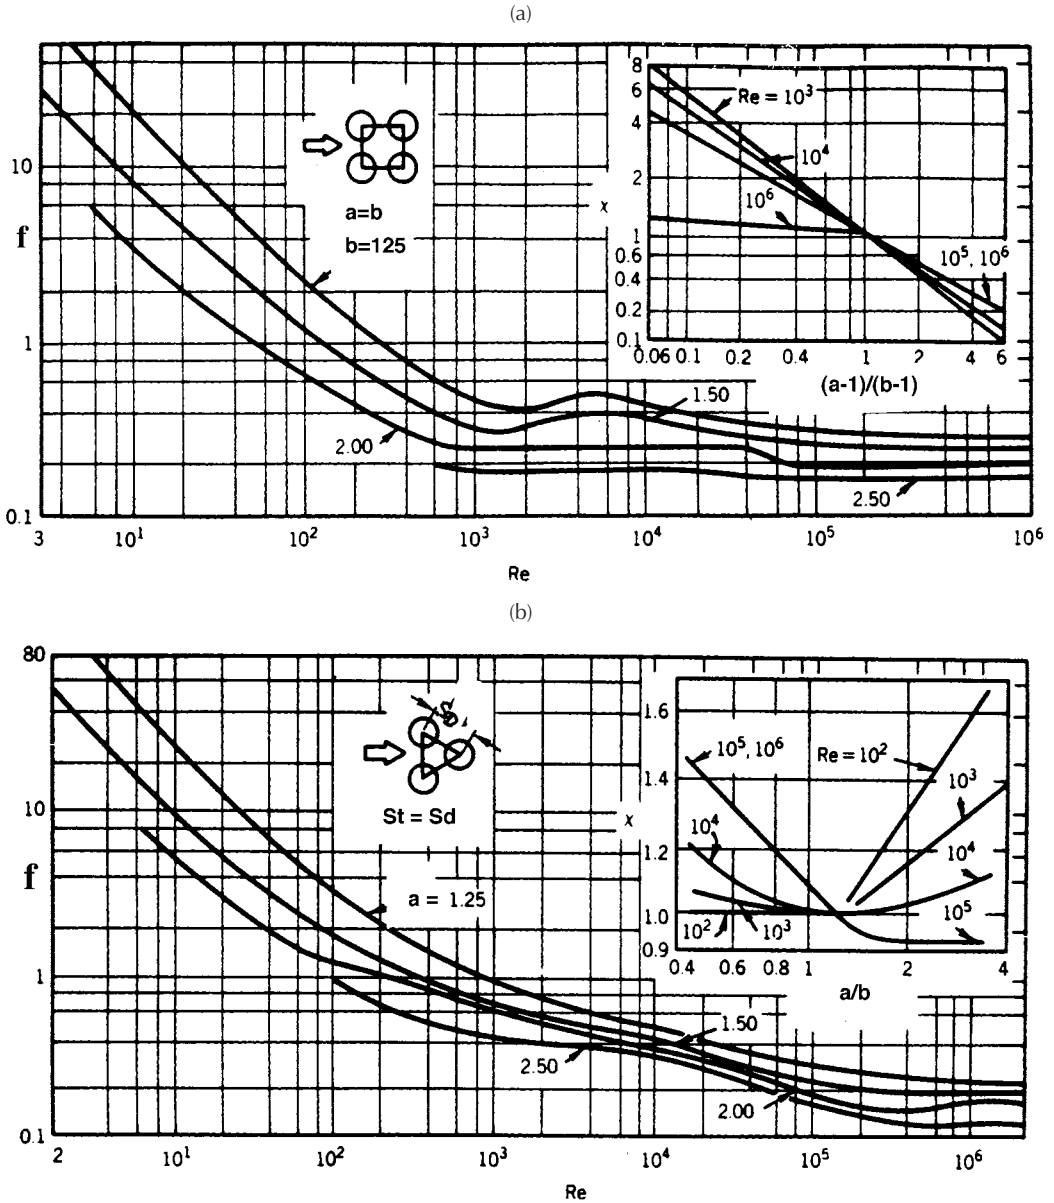 (a)
10
f
1
0.1
3
10¹
10²
10³
10⁴
10⁵
10⁶
Re
a=b
b=125
2.00
1.50
2.50
χ
8
6
4
2
1
0.6
0.4
0.2
0.1
0.06 0.1 0.2 0.4 1 2 4 6
(a-1)/(b-1)
Re = 10³
10⁴
10⁶
10⁵, 10⁶
(b)
80
10
f
1
0.1
2
10¹
10²
10³
10⁴
10⁵
10⁶
Re
St = Sd
a = 1.25
2.50
1.50
2.00
χ
1.6
1.4
1.2
1.0
0.9
0.4 0.6 0.8 1 2 4
a/b
10⁵, 10⁶
Re = 10²
10³
10⁴
10⁴
10⁵
10²
10³